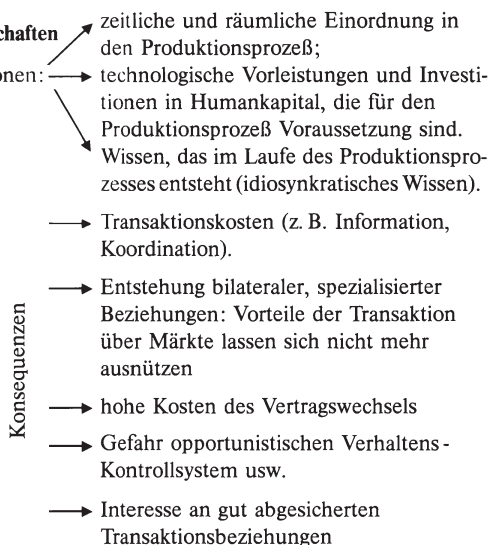 chaften
zeitliche und räumliche Einordnung in
den Produktionsprozeß;
onen: technologische Vorleistungen und Investi-
tionen in Humankapital, die für den
Produktionsprozeß Voraussetzung sind.
Wissen, das im Laufe des Produktionspro-
zesses entsteht (idiosynkratisches Wissen).
Transaktionskosten (z. B. Information,
Koordination).
Konsequenzen
Entstehung bilateraler, spezialisierter
Beziehungen: Vorteile der Transaktion
über Märkte lassen sich nicht mehr
ausnützen
hohe Kosten des Vertragswechsels
Gefahr opportunistischen Verhaltens -
Kontrollsystem usw.
Interesse an gut abgesicherten
Transaktionsbeziehungen